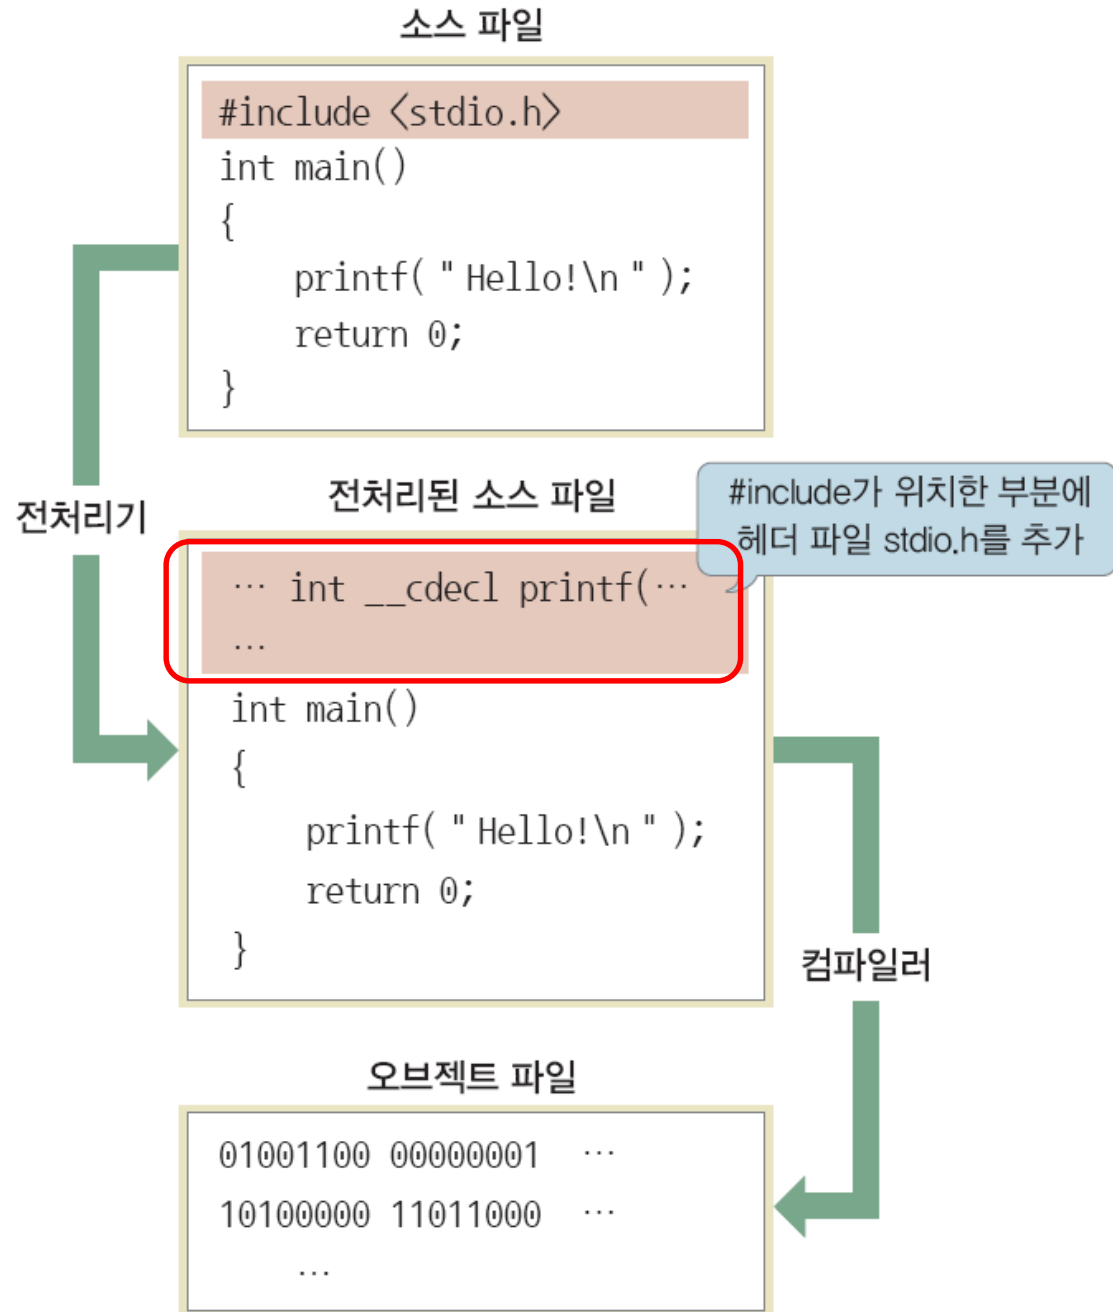 소스 파일
#include <stdio.h>
int main()
{
printf( " Hello!\n " );
return 0;
}
전처리기
전처리된 소스 파일
#include가 위치한 부분에
헤더 파일 stdio.h를 추가
… int __cdecl printf(…
…
int main()
{
printf( " Hello!\n " );
return 0;
}
컴파일러
오브젝트 파일
01001100 00000001 …
10100000 11011000 …
…